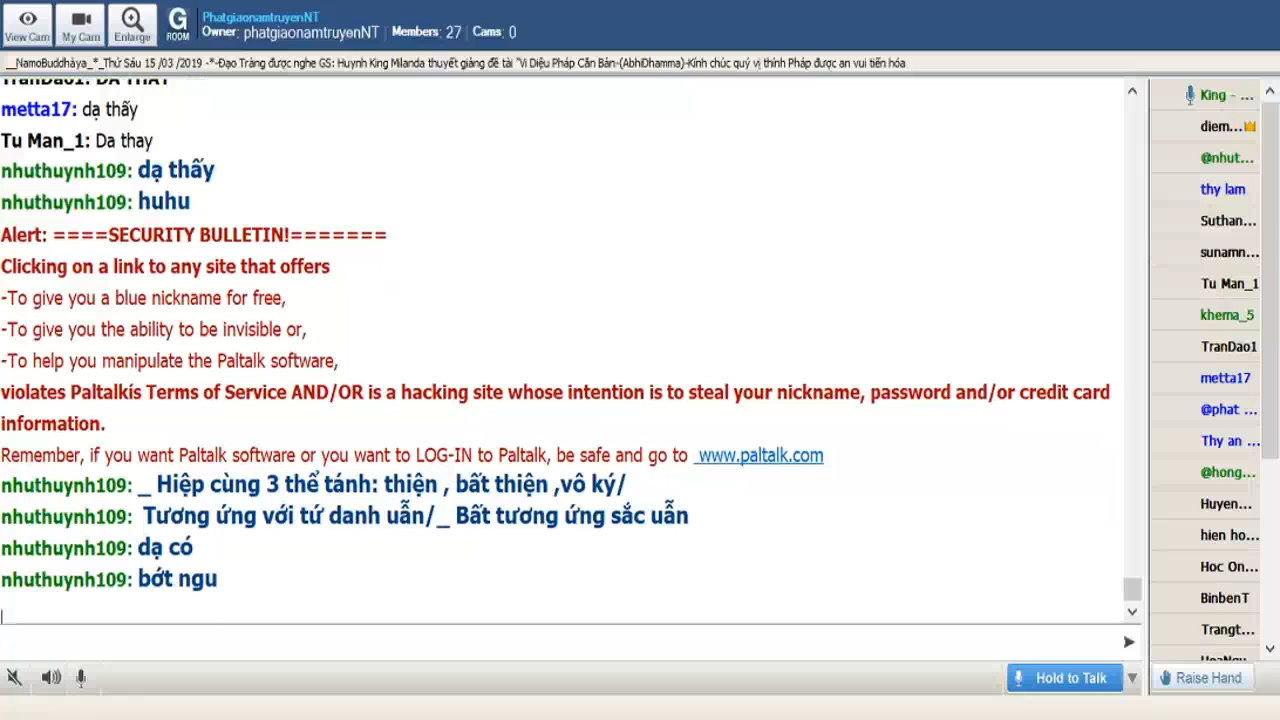 View Cam
My Cam
Enlarge
G
ROOM
PhatgiaonamtruyenNT
Owner: phatgiaonamtruyenNT
Members: 27
Cams: 0
__NamoBuddhàya_*_Thứ Sáu 15 /03 /2019 -*-Đạo Tràng được nghe GS: Huynh King Milanda thuyết giảng đề tài "Vi Diệu Pháp Căn Bản-(AbhiDhamma)-Kính chúc quý vị thính Pháp được an vui tiến hóa
TranDao1: DA THAY
metta17: dạ thấy
Tu Man_1: Da thay
nhuthuynh109: dạ thấy
nhuthuynh109: huhu
Alert: ====SECURITY BULLETIN!=======
Clicking on a link to any site that offers
-To give you a blue nickname for free,
-To give you the ability to be invisible or,
-To help you manipulate the Paltalk software,
violates Paltalkís Terms of Service AND/OR is a hacking site whose intention is to steal your nickname, password and/or credit card
information.
Remember, if you want Paltalk software or you want to LOG-IN to Paltalk, be safe and go to www.paltalk.com
nhuthuynh109: _ Hiệp cùng 3 thể tánh: thiện , bất thiện ,vô ký/
nhuthuynh109: Tương ứng với tứ danh uẫn/_ Bất tương ứng sắc uẫn
nhuthuynh109: dạ có
nhuthuynh109: bớt ngu
King - ...
diem...
@nhut...
thy lam
Suthan...
sunamn...
Tu Man_1
khema_5
TranDao1
metta17
@phat ...
Thy an ...
@hong...
Huyen...
hien ho...
Hoc On...
BinbenT
Trangt...
Hold to Talk
Raise Hand